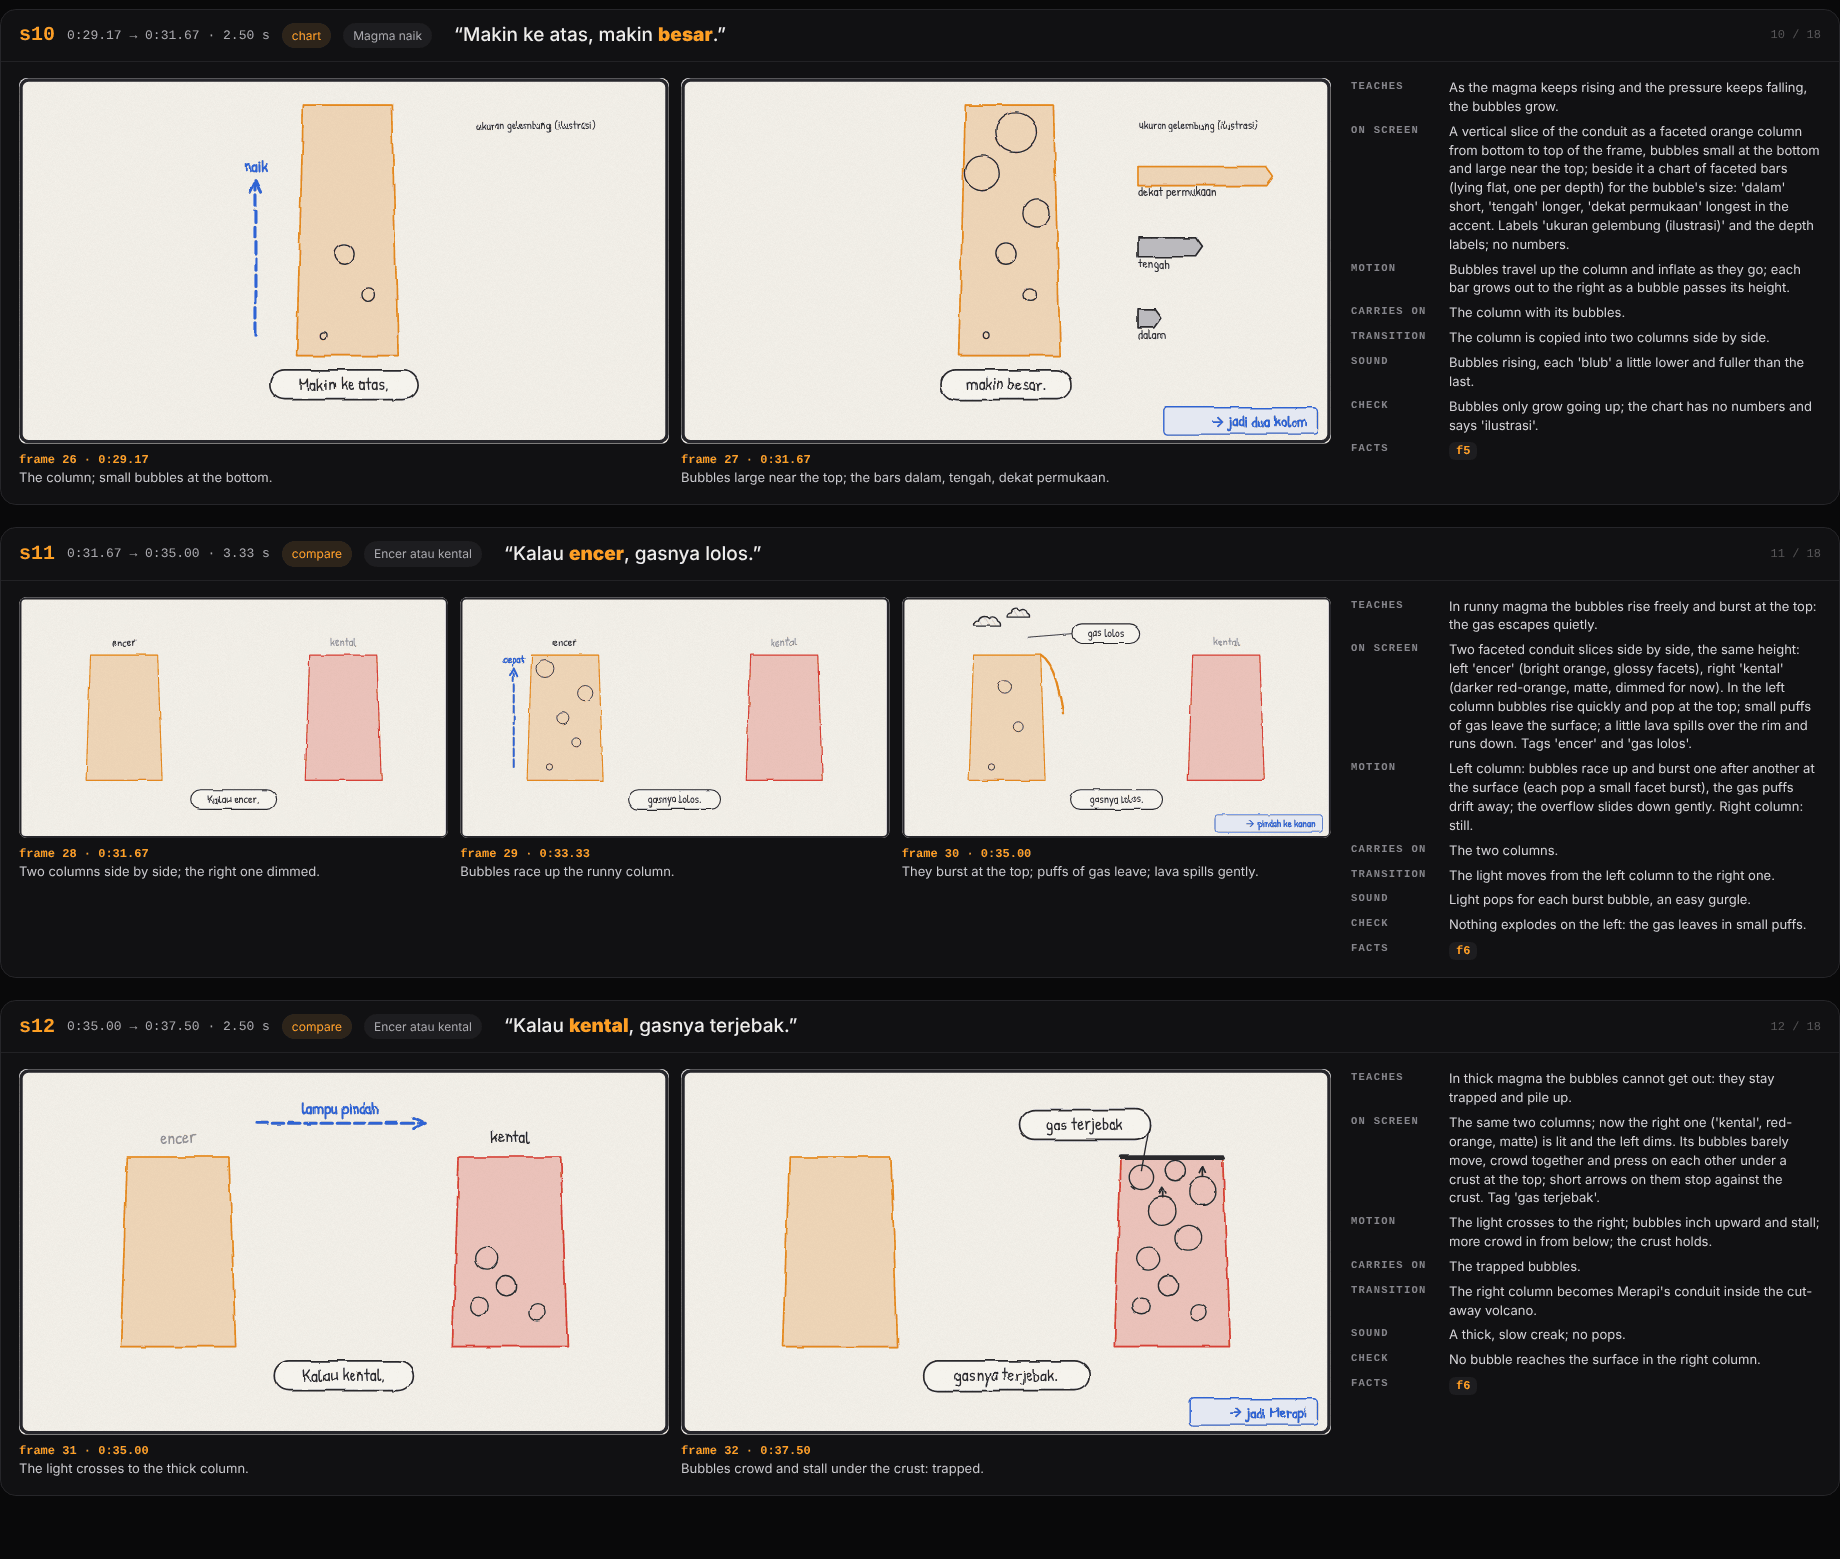 s10 0:29.17 → 0:31.67 · 2.50 s chart Magma naik “Makin ke atas, makin besar.” 10 / 18
ukuran gelembung (ilustrasi)
naik
Makin ke atas,
frame 26 · 0:29.17
The column; small bubbles at the bottom.
ukuran gelembung (ilustrasi)
dekat permukaan
tengah
dalam
makin besar.
→ jadi dua kolom
frame 27 · 0:31.67
Bubbles large near the top; the bars dalam, tengah, dekat permukaan.
TEACHES As the magma keeps rising and the pressure keeps falling,
the bubbles grow.
ON SCREEN A vertical slice of the conduit as a faceted orange column
from bottom to top of the frame, bubbles small at the bottom
and large near the top; beside it a chart of faceted bars
(lying flat, one per depth) for the bubble's size: 'dalam'
short, 'tengah' longer, 'dekat permukaan' longest in the
accent. Labels 'ukuran gelembung (ilustrasi)' and the depth
labels; no numbers.
MOTION Bubbles travel up the column and inflate as they go; each
bar grows out to the right as a bubble passes its height.
CARRIES ON The column with its bubbles.
TRANSITION The column is copied into two columns side by side.
SOUND Bubbles rising, each 'blub' a little lower and fuller than the
last.
CHECK Bubbles only grow going up; the chart has no numbers and
says 'ilustrasi'.
FACTS f5
s11 0:31.67 → 0:35.00 · 3.33 s compare Encer atau kental “Kalau encer, gasnya lolos.” 11 / 18
encer kental
Kalau encer,
frame 28 · 0:31.67
Two columns side by side; the right one dimmed.
encer kental
cepat
gasnya lolos.
frame 29 · 0:33.33
Bubbles race up the runny column.
gas lolos
kental
gasnya lolos.
→ pindah ke kanan
frame 30 · 0:35.00
They burst at the top; puffs of gas leave; lava spills gently.
TEACHES In runny magma the bubbles rise freely and burst at the top:
the gas escapes quietly.
ON SCREEN Two faceted conduit slices side by side, the same height:
left 'encer' (bright orange, glossy facets), right 'kental'
(darker red-orange, matte, dimmed for now). In the left
column bubbles rise quickly and pop at the top; small puffs
of gas leave the surface; a little lava spills over the rim and
runs down. Tags 'encer' and 'gas lolos'.
MOTION Left column: bubbles race up and burst one after another at
the surface (each pop a small facet burst), the gas puffs
drift away; the overflow slides down gently. Right column:
still.
CARRIES ON The two columns.
TRANSITION The light moves from the left column to the right one.
SOUND Light pops for each burst bubble, an easy gurgle.
CHECK Nothing explodes on the left: the gas leaves in small puffs.
FACTS f6
s12 0:35.00 → 0:37.50 · 2.50 s compare Encer atau kental “Kalau kental, gasnya terjebak.” 12 / 18
lampu pindah
encer kental
Kalau kental,
frame 31 · 0:35.00
The light crosses to the thick column.
gas terjebak
gasnya terjebak.
→ jadi Merapi
frame 32 · 0:37.50
Bubbles crowd and stall under the crust: trapped.
TEACHES In thick magma the bubbles cannot get out: they stay
trapped and pile up.
ON SCREEN The same two columns; now the right one ('kental', red-
orange, matte) is lit and the left dims. Its bubbles barely
move, crowd together and press on each other under a
crust at the top; short arrows on them stop against the
crust. Tag 'gas terjebak'.
MOTION The light crosses to the right; bubbles inch upward and stall;
more crowd in from below; the crust holds.
CARRIES ON The trapped bubbles.
TRANSITION The right column becomes Merapi's conduit inside the cut-
away volcano.
SOUND A thick, slow creak; no pops.
CHECK No bubble reaches the surface in the right column.
FACTS f6